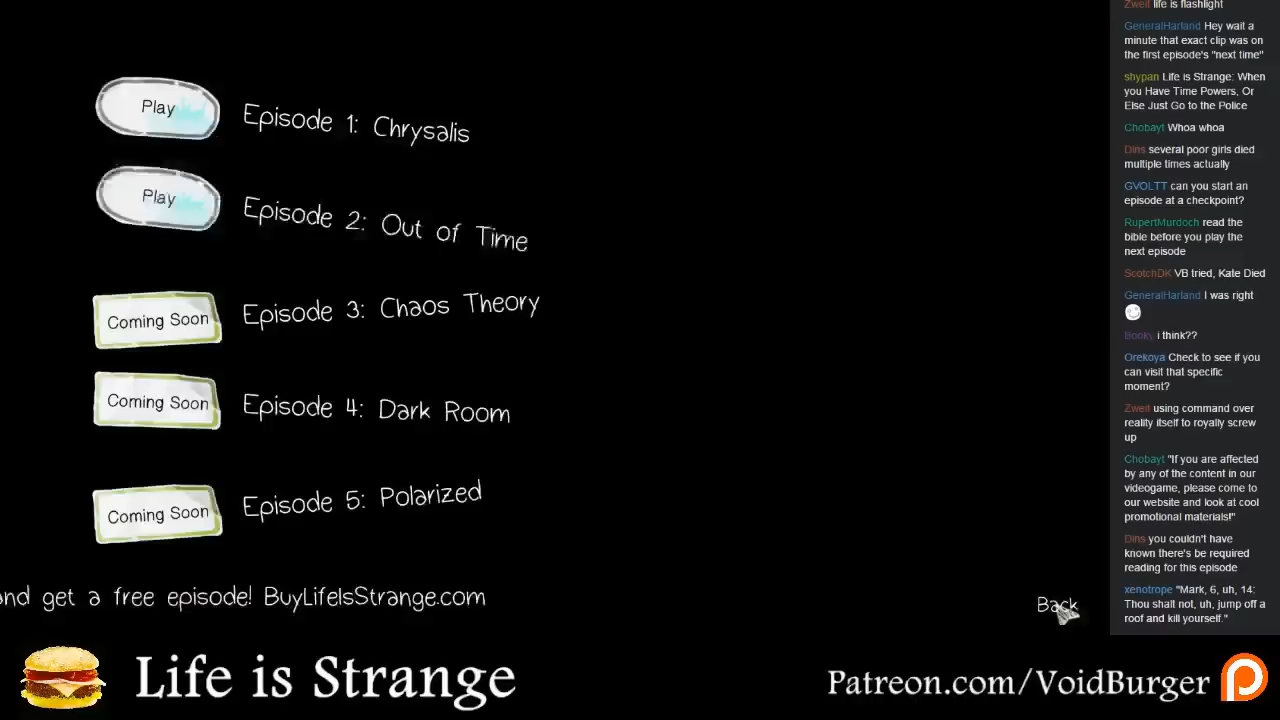 Play
Episode 1: Chrysalis
Play
Episode 2: Out of Time
Coming Soon
Episode 3: Chaos Theory
Coming Soon
Episode 4: Dark Room
Coming Soon
Episode 5: Polarized
and get a free episode! BuyLifeIsStrange.com
Back
Life is Strange
Patreon.com/VoidBurger
Zweit life is flashlight
GeneralHarland Hey wait a
minute that exact clip was on
the first episode's "next time"
shypan Life is Strange: When
you Have Time Powers, Or
Else Just Go to the Police
Chobayt Whoa whoa
Dins several poor girls died
multiple times actually
GVOLTT can you start an
episode at a checkpoint?
RupertMurdoch read the
bible before you play the
next episode
ScotchDK VB tried, Kate Died
GeneralHarland I was right
Booky i think??
Orekoya Check to see if you
can visit that specific
moment?
Zweit using command over
reality itself to royally screw
up
Chobayt "If you are affected
by any of the content in our
videogame, please come to
our website and look at cool
promotional materials!"
Dins you couldn't have
known there's be required
reading for this episode
xenotrope "Mark, 6, uh, 14:
Thou shalt not, uh, jump off a
roof and kill yourself."